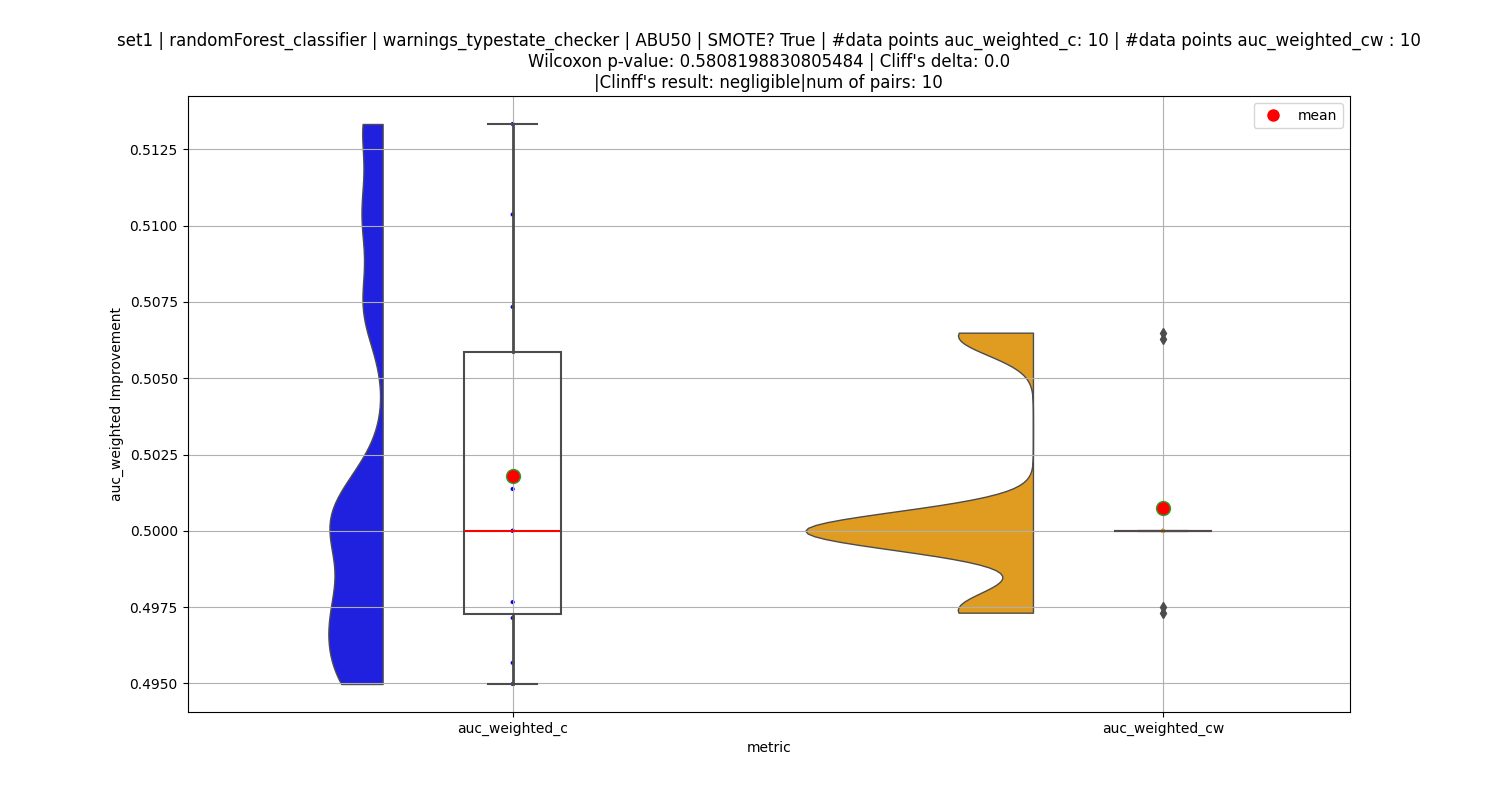 set1 | randomForest_classifier | warnings_typestate_checker | ABU50 | SMOTE? True | #data points auc_weighted_c: 10 | #data points auc_weighted_cw : 10
Wilcoxon p-value: 0.5808198830805484 | Cliff's delta: 0.0
|Clinff's result: negligible|num of pairs: 10
mean
0.5125
0.5100
0.5075
0.5050
0.5025
0.5000
0.4975
0.4950
auc_weighted Improvement
auc_weighted_c
auc_weighted_cw
metric